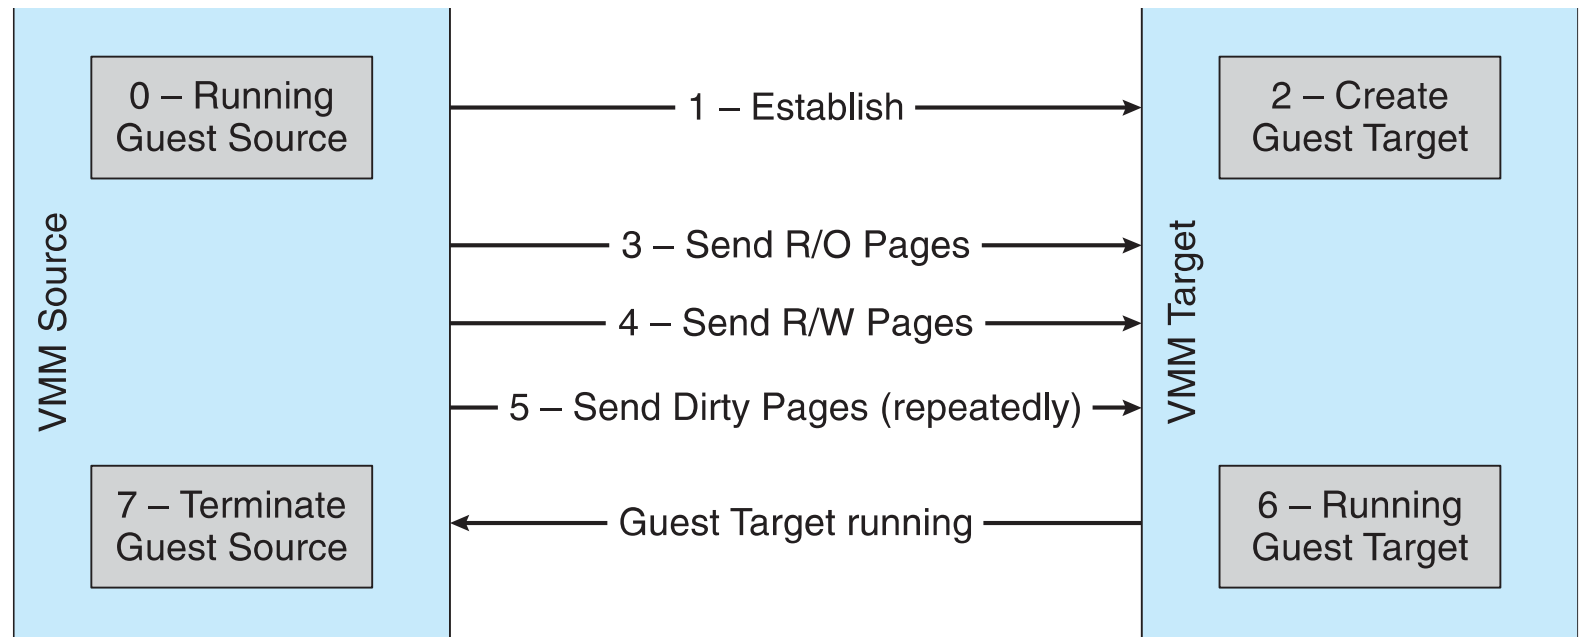 0 – Running
Guest Source
1 – Establish
2 – Create
Guest Target
VMM Source
3 – Send R/O Pages
4 – Send R/W Pages
5 – Send Dirty Pages (repeatedly)
VMM Target
7 – Terminate
Guest Source
Guest Target running
6 – Running
Guest Target